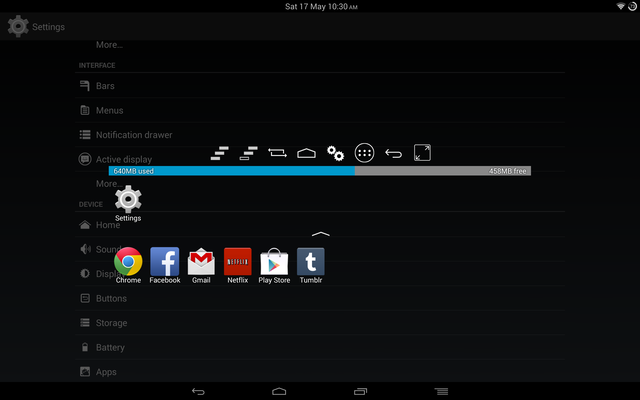 Sat 17 May 10:30 AM
Settings
More...
INTERFACE
Bars
Menus
Notification drawer
Active display
640MB used 458MB free
More...
Settings
DEVICE
Home
Sound
Chrome Facebook Gmail NETFLIX Netflix Play Store t Tumblr
Display
Buttons
Storage
Battery
Apps